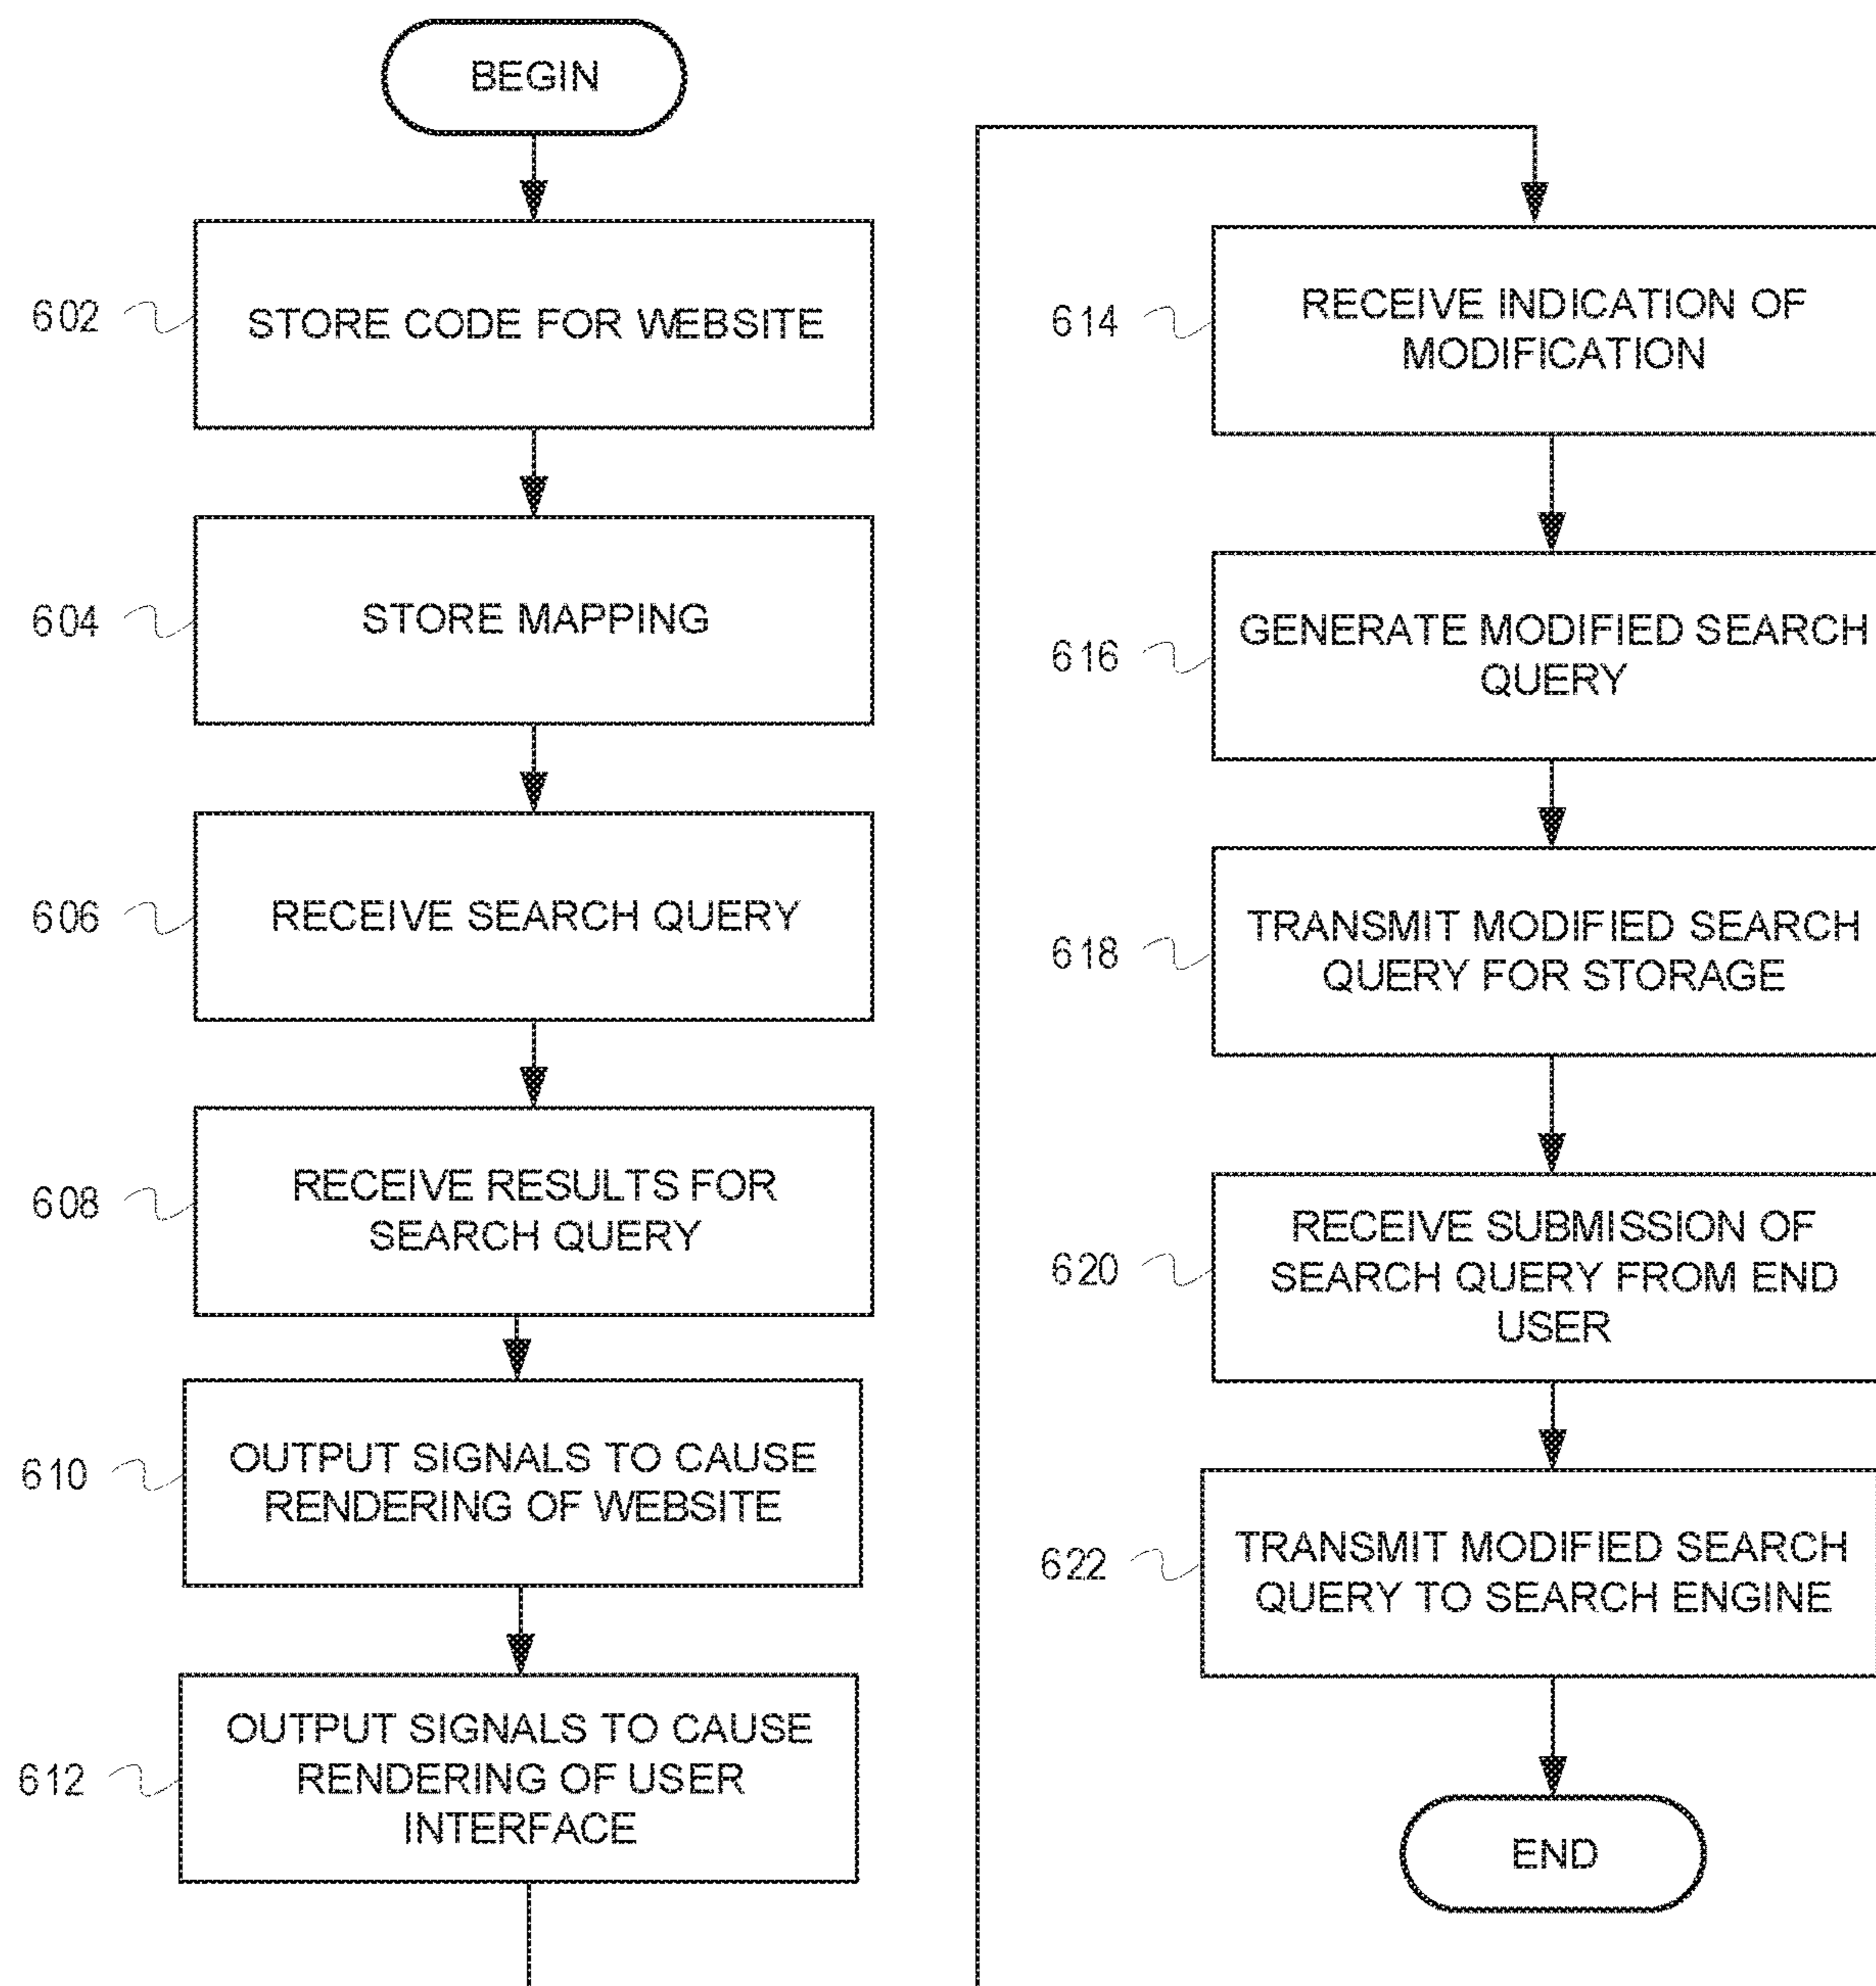 BEGIN
602
STORE CODE FOR WEBSITE
604
STORE MAPPING
606
RECEIVE SEARCH QUERY
608
RECEIVE RESULTS FOR
SEARCH QUERY
610
OUTPUT SIGNALS TO CAUSE
RENDERING OF WEBSITE
612
OUTPUT SIGNALS TO CAUSE
RENDERING OF USER
INTERFACE
614
RECEIVE INDICATION OF
MODIFICATION
616
GENERATE MODIFIED SEARCH
QUERY
618
TRANSMIT MODIFIED SEARCH
QUERY FOR STORAGE
620
RECEIVE SUBMISSION OF
SEARCH QUERY FROM END
USER
622
TRANSMIT MODIFIED SEARCH
QUERY TO SEARCH ENGINE
END